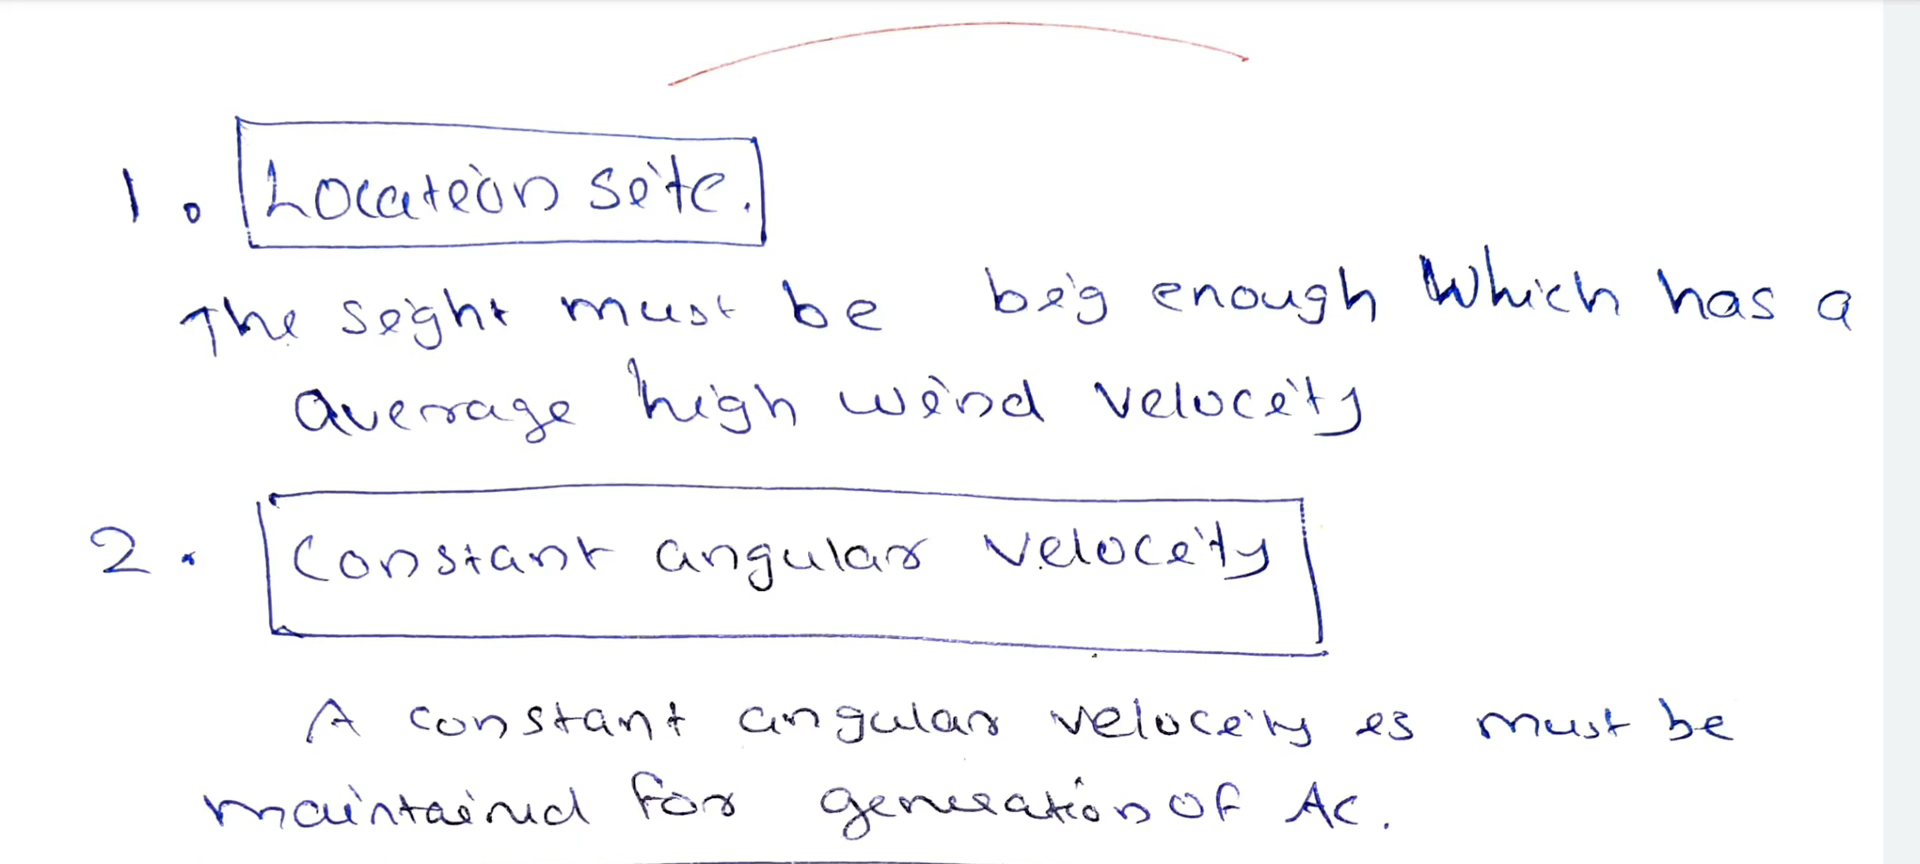 1. Location site.
The sight must be big enough which has a
average high wind velocity
2. Constant angular velocity
A constant angular velocity is must be
maintained for generation of AC.